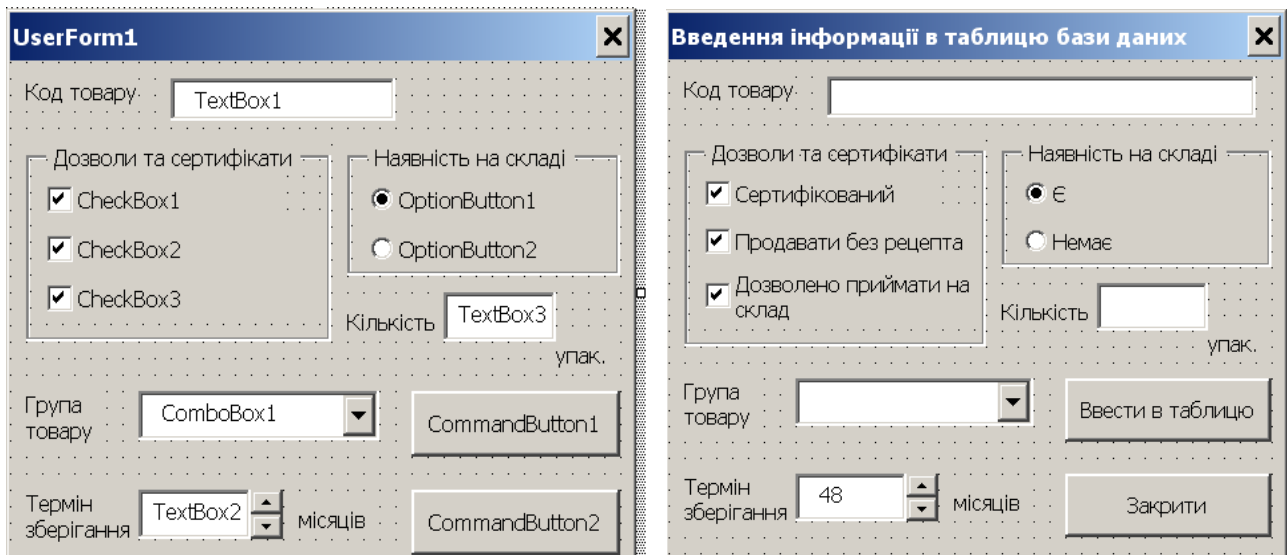 UserForm1
Код товару
TextBox1
Дозволи та сертифікати
CheckBox1
CheckBox2
CheckBox3
Наявність на складі
OptionButton1
OptionButton2
Кількість
TextBox3
упак.
Група
товару
ComboBox1
CommandButton1
Термін
зберігання
TextBox2
місяців
CommandButton2
Введення інформації в таблицю бази даних
Код товару
Дозволи та сертифікати
Сертифікований
Продавати без рецепта
Дозволено приймати на
склад
Наявність на складі
Є
Немає
Кількість
упак.
Група
товару
Ввести в таблицю
Термін
зберігання
48
місяців
Закрити